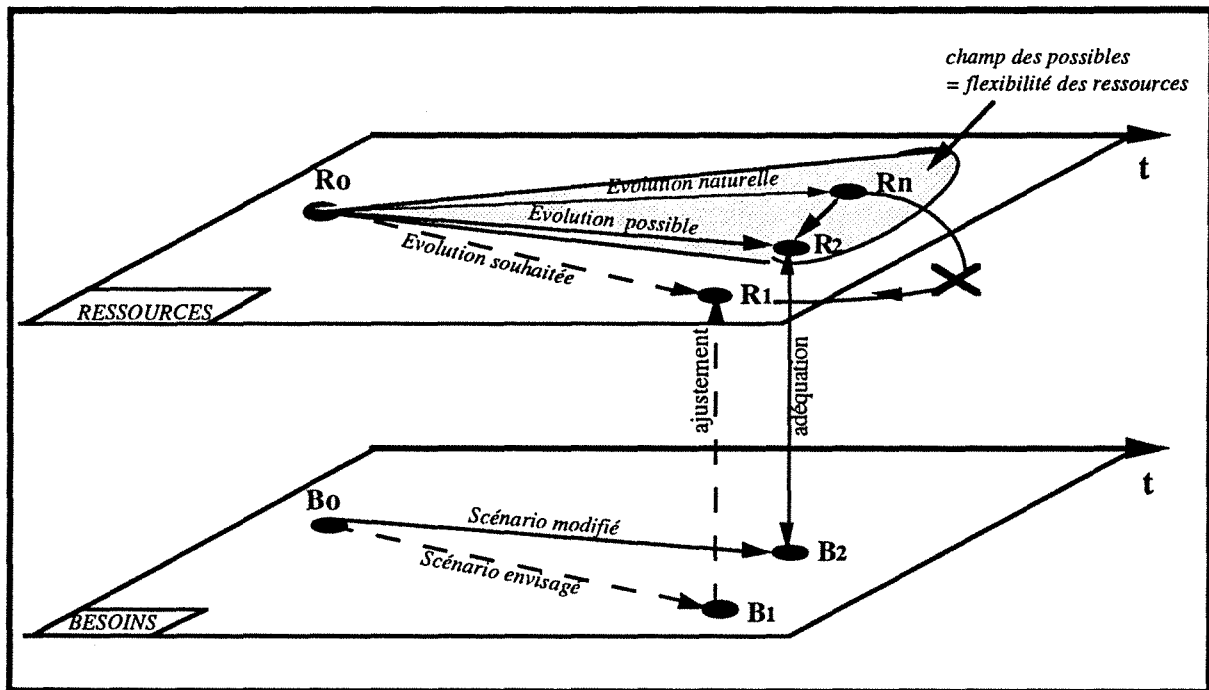 champ des possibles
= flexibilité des ressources
t
Ro
Evolution naturelle
Rn
Evolution possible
R2
Evolution souhaitée
R1
RESSOURCES
ajustement
adéquation
t
Bo
Scénario modifié
B2
Scénario envisagé
B1
BESOINS